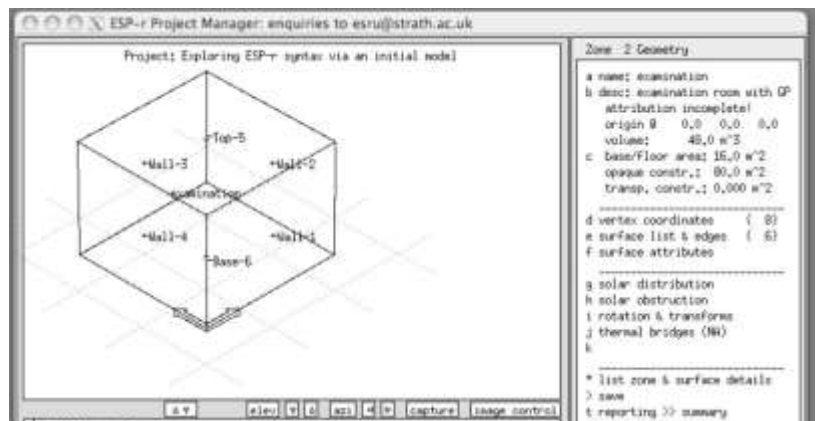 ESP-r Project Manager: enquiries to esru@strath.ac.uk
Project: Exploring ESP-r syntax via an initial model
Top-5
Wall-3
Wall-2
examination
Wall-4
Wall-1
Base-6
elev
azi
capture
image control
Zone 2 Geometry
a name: examination
b desc: examination room with GP
attribution incomplete!
origin @ 0.0 0.0 0.0
volume: 48.0 m^3
c base/floor area: 16.0 m^2
opaque constr.: 80.0 m^2
transp. constr.: 0.000 m^2
d vertex coordinates ( 8)
e surface list & edges ( 6)
f surface attributes
g solar distribution
h solar obstruction
i rotation & transforms
j thermal bridges (NA)
k
* list zone & surface details
> save
t reporting >> summary